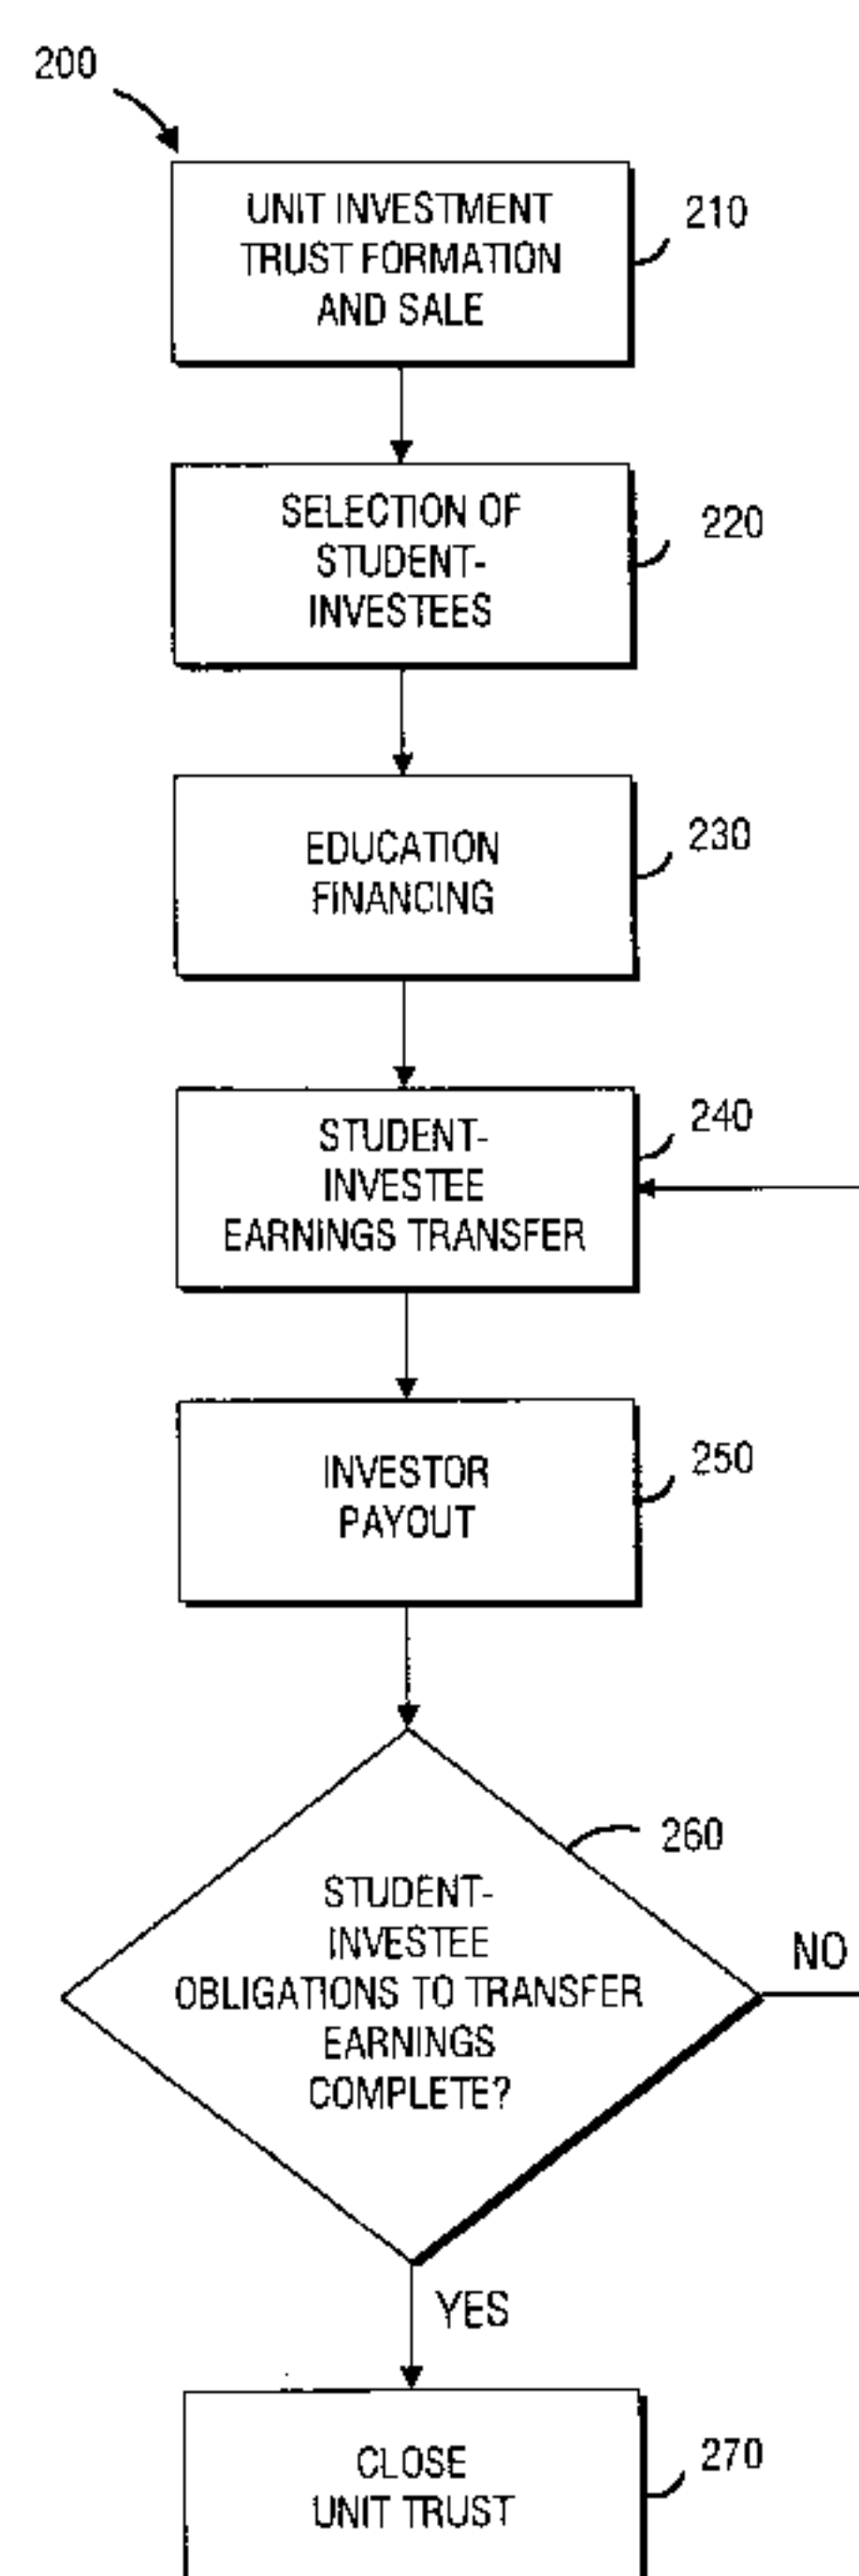 200
UNIT INVESTMENT
TRUST FORMATION
AND SALE
210
SELECTION OF
STUDENT-
INVESTEES
220
EDUCATION
FINANCING
230
STUDENT-
INVESTEE
EARNINGS TRANSFER
240
INVESTOR
PAYOUT
250
STUDENT-
INVESTEE
OBLIGATIONS TO TRANSFER
EARNINGS
COMPLETE?
260
NO
YES
CLOSE
UNIT TRUST
270